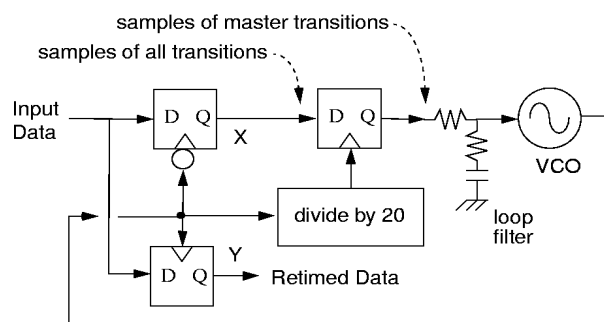 samples of master transitions
samples of all transitions
Input
Data
D Q
X
D Q
VCO
divide by 20
loop
filter
Y
D Q
Retimed Data